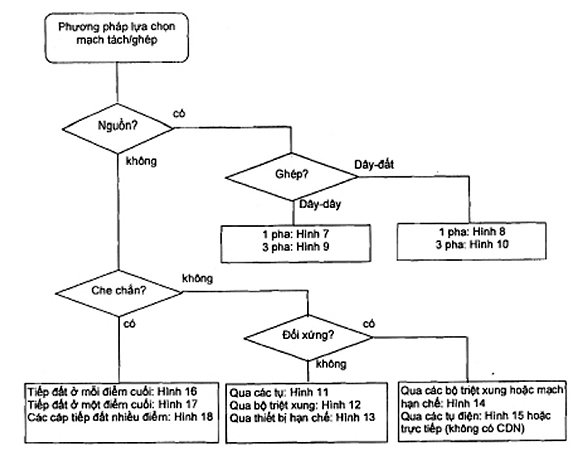 Phương pháp lựa chọn
mạch tách/ghép
Nguồn?
có
không
Ghép?
Dây-đất
Dây-dây
1 pha: Hình 7
3 pha: Hình 9
1 pha: Hình 8
3 pha: Hình 10
Che chắn?
không
có
Đối xứng?
có
không
Tiếp đất ở mỗi điểm cuối: Hình 16
Tiếp đất ở một điểm cuối: Hình 17
Các cáp tiếp đất nhiều điểm: Hình 18
Qua các tụ: Hình 11
Qua bộ triệt xung: Hình 12
Qua thiết bị hạn chế: Hình 13
Qua các bộ triệt xung hoặc mạch
hạn chế: Hình 14
Qua các tụ điện: Hình 15 hoặc
trực tiếp (không có CDN)